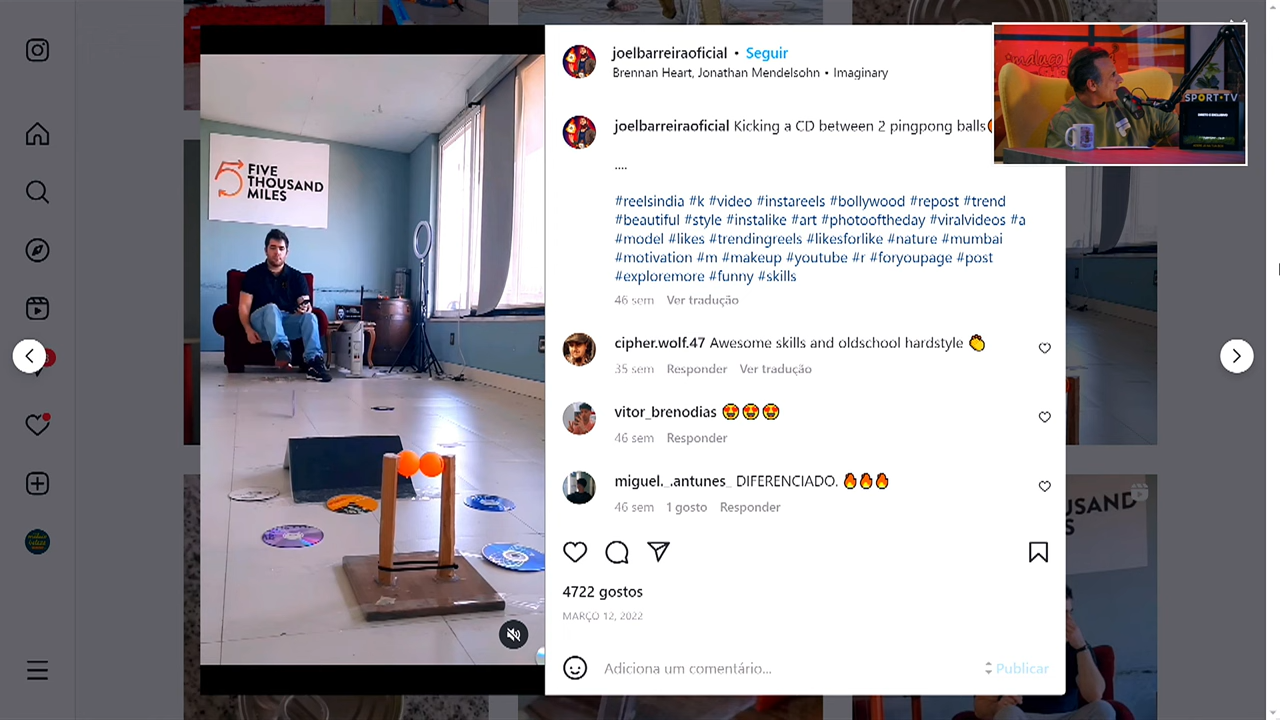 FIVE
THOUSAND
MILES
joelbarreiraoficial • Seguir
Brennan Heart, Jonathan Mendelsohn • Imaginary
joelbarreiraoficial Kicking a CD between 2 pingpong balls
....
#reelsindia #k #video #instareels #bollywood #repost #trend
#beautiful #style #instalike #art #photooftheday #viralvideos #a
#model #likes #trendingreels #likesforlike #nature #mumbai
#motivation #m #makeup #youtube #r #foryoupage #post
#exploremore #funny #skills
46 sem Ver tradução
cipher.wolf.47 Awesome skills and oldschool hardstyle 👏
35 sem Responder Ver tradução
vitor_brenodias 😍😍😍
46 sem Responder
miguel._.antunes_ DIFERENCIADO. 🔥🔥🔥
46 sem 1 gosto Responder
4722 gostos
MARÇO 12, 2022
Adiciona um comentário... Publicar
SPORT•TV